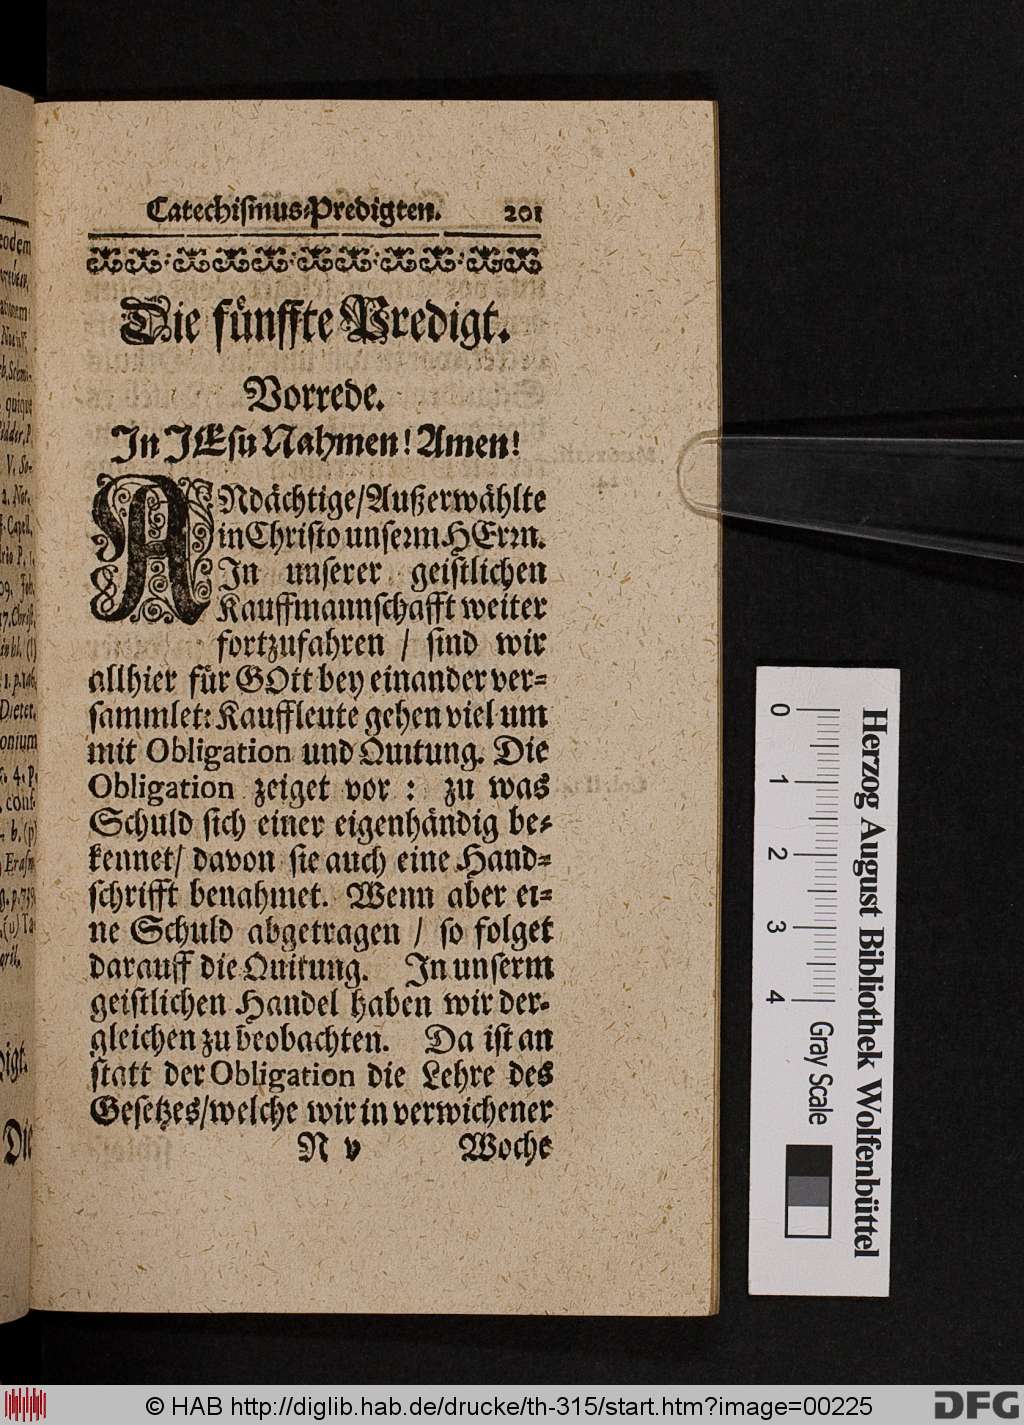 Catechiſmus-Predigten. 201
Die fünffte Predigt.
Vorrede.
In JEſu Nahmen! Amen!
ANdächtige/Außerwählte
in Chriſto unſerm HErrn.
In unſerer geiſtlichen
Kauffmannſchafft weiter
fortzufahren / ſind wir
allhier für GOtt bey einander ver-
ſammlet: Kauffleute gehen viel um
mit Obligation und Quitung. Die
Obligation zeiget vor : zu was
Schuld ſich einer eigenhändig be-
kennet/ davon ſie auch eine Hand-
ſchrifft benahmet. Wenn aber ei-
ne Schuld abgetragen / ſo folget
darauff die Quitung. In unſerm
geiſtlichen Handel haben wir der-
gleichen zu beobachten. Da iſt an
ſtatt der Obligation die Lehre des
Geſetzes/welche wir in verwichener
N v Woche
0 1 2 3 4 Gray Scale
Herzog August Bibliothek Wolfenbüttel
© HAB http://diglib.hab.de/drucke/th-315/start.htm?image=00225
DFG